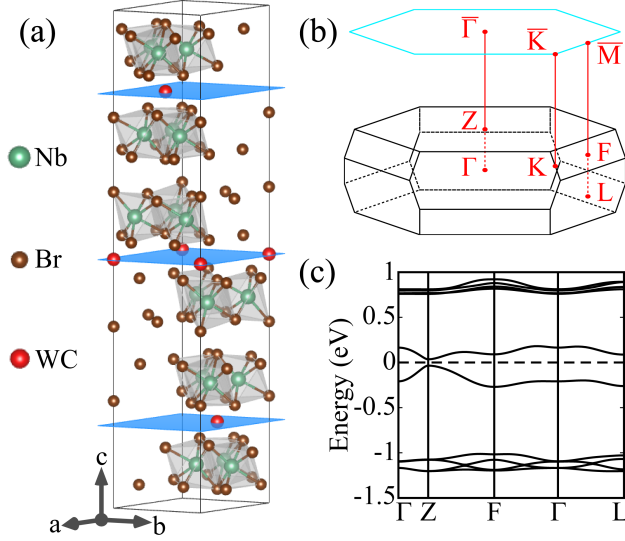 (a)
Nb
Br
WC
c
a
b
(b)
Γ̅
K̅
M̅
Z
Γ
K
F
L
(c)
Energy (eV)
1
0.5
0
-0.5
-1
-1.5
Γ Z F Γ L